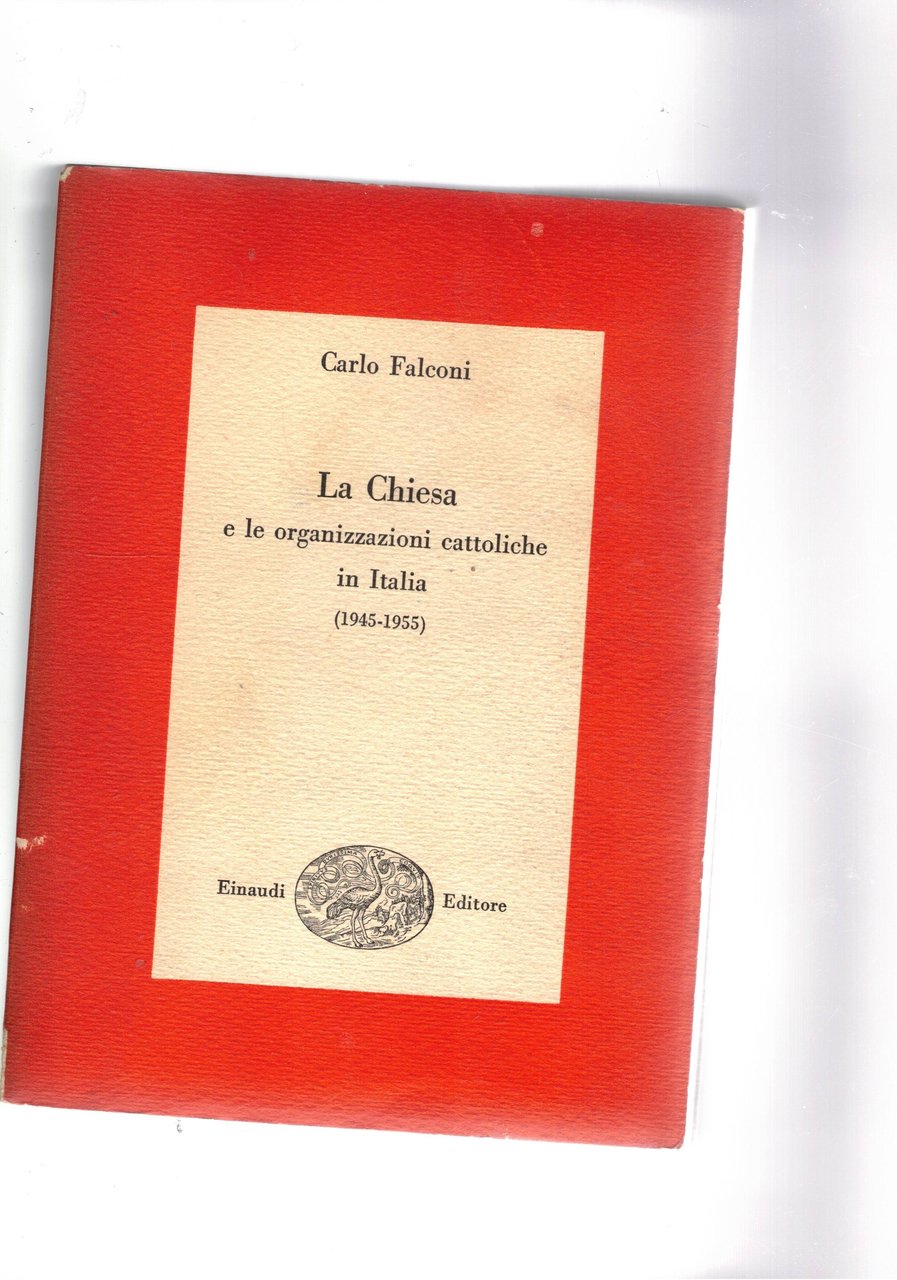 Carlo Falconi
La Chiesa
e le organizzazioni cattoliche
in Italia
(1945-1955)
Einaudi
Editore